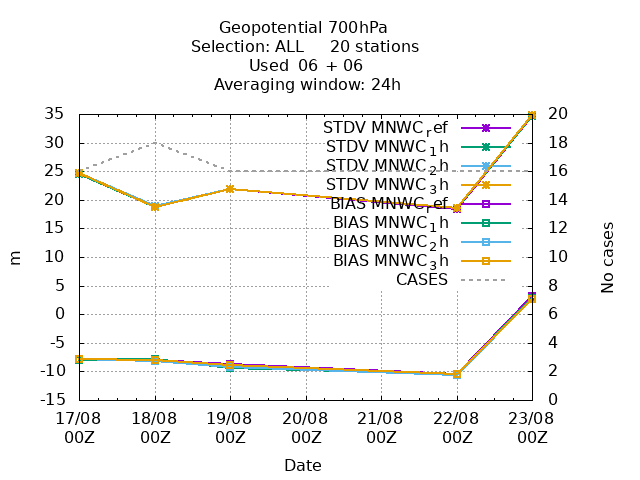 Geopotential 700hPa
Selection: ALL 20 stations
Used 06 + 06
Averaging window: 24h
35
30
25
20
15
10
5
0
-5
-10
-15
20
18
16
14
12
10
8
6
4
2
0
m
No cases
STDV MNWC_ref
STDV MNWC_1h
STDV MNWC_2h
STDV MNWC_3h
BIAS MNWC_ref
BIAS MNWC_1h
BIAS MNWC_2h
BIAS MNWC_3h
CASES
17/08 18/08 19/08 20/08 21/08 22/08 23/08
00Z 00Z 00Z 00Z 00Z 00Z 00Z
Date